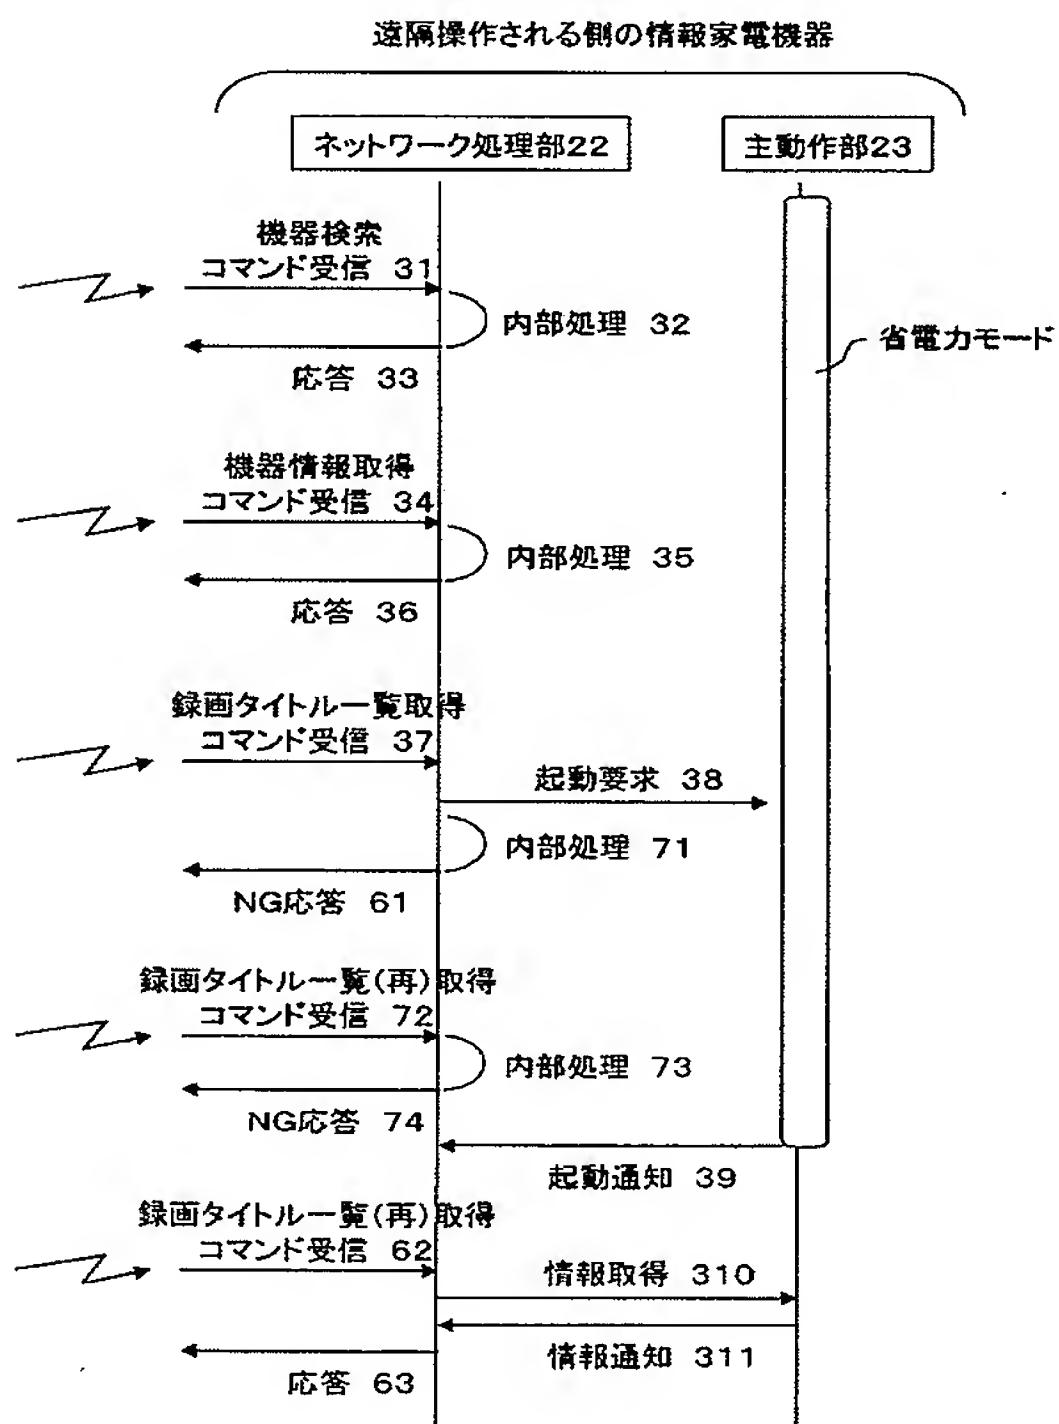 遠隔操作される側の情報家電機器
ネットワーク処理部22
主動作部23
機器検索
コマンド受信 31
内部処理 32
省電力モード
応答 33
機器情報取得
コマンド受信 34
内部処理 35
応答 36
録画タイトル一覧取得
コマンド受信 37
起動要求 38
内部処理 71
NG応答 61
録画タイトル一覧(再)取得
コマンド受信 72
内部処理 73
NG応答 74
起動通知 39
録画タイトル一覧(再)取得
コマンド受信 62
情報取得 310
情報通知 311
応答 63